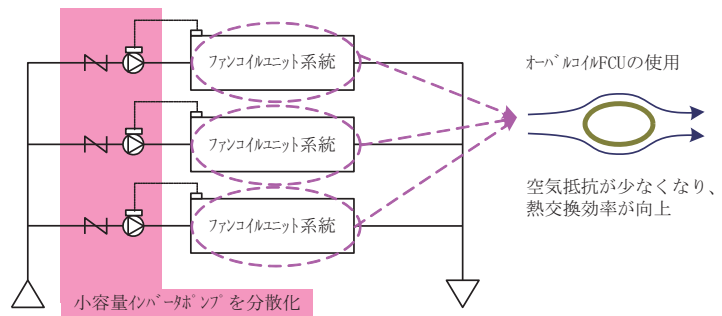 ファンコイルユニット系統
オーバルコイルFCUの使用
ファンコイルユニット系統
空気抵抗が少なくなり、
熱交換効率が向上
ファンコイルユニット系統
小容量インバータポンプを分散化